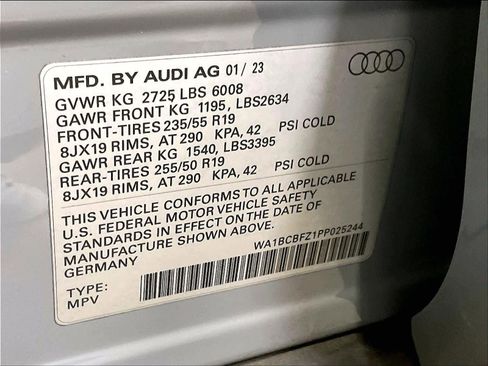 MFD. BY AUDI AG 01/23
GVWR KG 2725 LBS 6008
GAWR FRONT KG 1195, LBS2634
FRONT-TIRES 235/55 R19
8JX19 RIMS, AT 290 KPA, 42 PSI COLD
GAWR REAR KG 1540, LBS3395
REAR-TIRES 255/50 R19
8JX19 RIMS, AT 290 KPA, 42 PSI COLD
THIS VEHICLE CONFORMS TO ALL APPLICABLE
U.S. FEDERAL MOTOR VEHICLE SAFETY
STANDARDS IN EFFECT ON THE DATE OF
MANUFACTURE SHOWN ABOVE.
GERMANY
WA1BCBFZ1PP025244
TYPE:
MPV